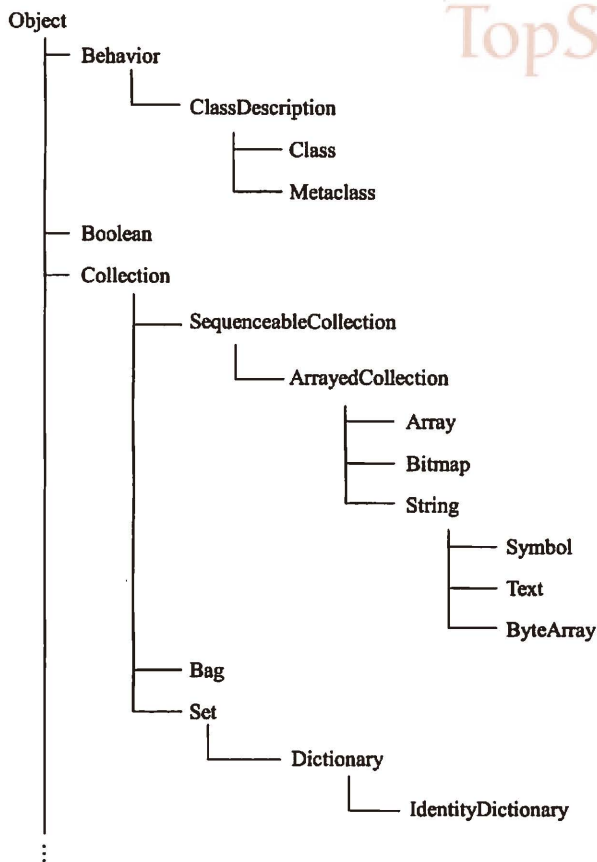 TopS
Object
Behavior
ClassDescription
Class
Metaclass
Boolean
Collection
SequenceableCollection
ArrayedCollection
Array
Bitmap
String
Symbol
Text
ByteArray
Bag
Set
Dictionary
IdentityDictionary